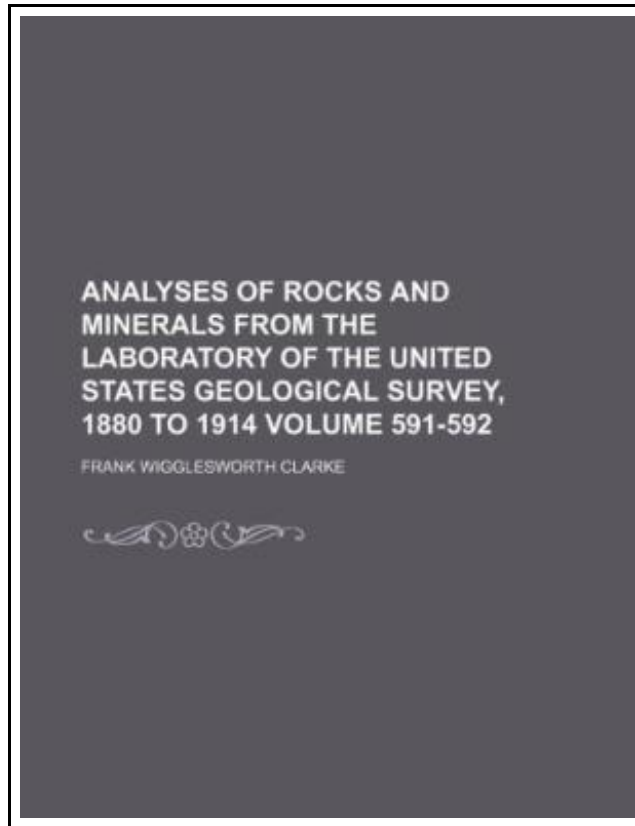 ANALYSES OF ROCKS AND
MINERALS FROM THE
LABORATORY OF THE UNITED
STATES GEOLOGICAL SURVEY,
1880 TO 1914 VOLUME 591-592
FRANK WIGGLESWORTH CLARKE